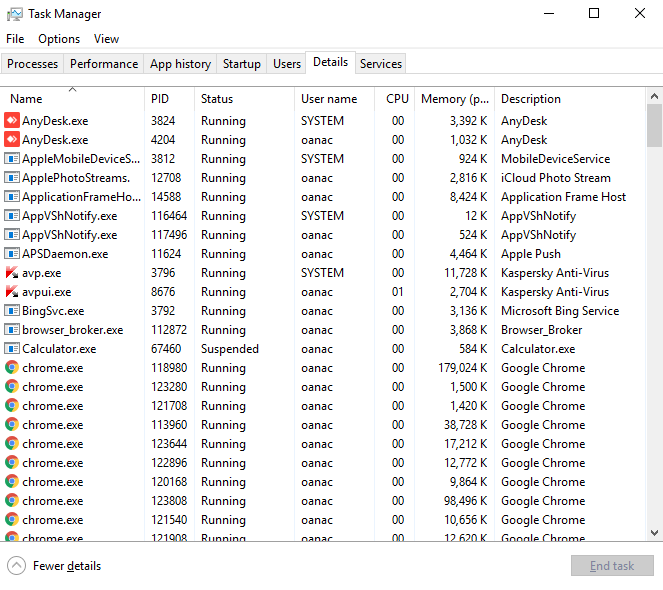 Task Manager
File Options View
Processes Performance App history Startup Users Details Services
Name PID Status User name CPU Memory (p... Description
AnyDesk.exe 3824 Running SYSTEM 00 3,392 K AnyDesk
AnyDesk.exe 4204 Running oanac 00 1,032 K AnyDesk
AppleMobileDeviceS... 3812 Running SYSTEM 00 924 K MobileDeviceService
ApplePhotoStreams. 12708 Running oanac 00 2,816 K iCloud Photo Stream
ApplicationFrameHo... 14588 Running oanac 00 8,424 K Application Frame Host
AppVShNotify.exe 116464 Running SYSTEM 00 12 K AppVShNotify
AppVShNotify.exe 117496 Running oanac 00 524 K AppVShNotify
APSDaemon.exe 11624 Running oanac 00 4,464 K Apple Push
avp.exe 3796 Running SYSTEM 00 11,728 K Kaspersky Anti-Virus
avpui.exe 8676 Running oanac 01 2,704 K Kaspersky Anti-Virus
BingSvc.exe 3792 Running oanac 00 3,136 K Microsoft Bing Service
browser_broker.exe 112872 Running oanac 00 3,868 K Browser_Broker
Calculator.exe 67460 Suspended oanac 00 584 K Calculator.exe
chrome.exe 118980 Running oanac 00 179,024 K Google Chrome
chrome.exe 123280 Running oanac 00 1,500 K Google Chrome
chrome.exe 121708 Running oanac 00 1,420 K Google Chrome
chrome.exe 113960 Running oanac 00 38,728 K Google Chrome
chrome.exe 123644 Running oanac 00 17,212 K Google Chrome
chrome.exe 122896 Running oanac 00 12,772 K Google Chrome
chrome.exe 120168 Running oanac 00 9,864 K Google Chrome
chrome.exe 123808 Running oanac 00 98,496 K Google Chrome
chrome.exe 121540 Running oanac 00 10,656 K Google Chrome
chrome.exe 121908 Running oanac 00 12,620 K Google Chrome
Fewer details End task